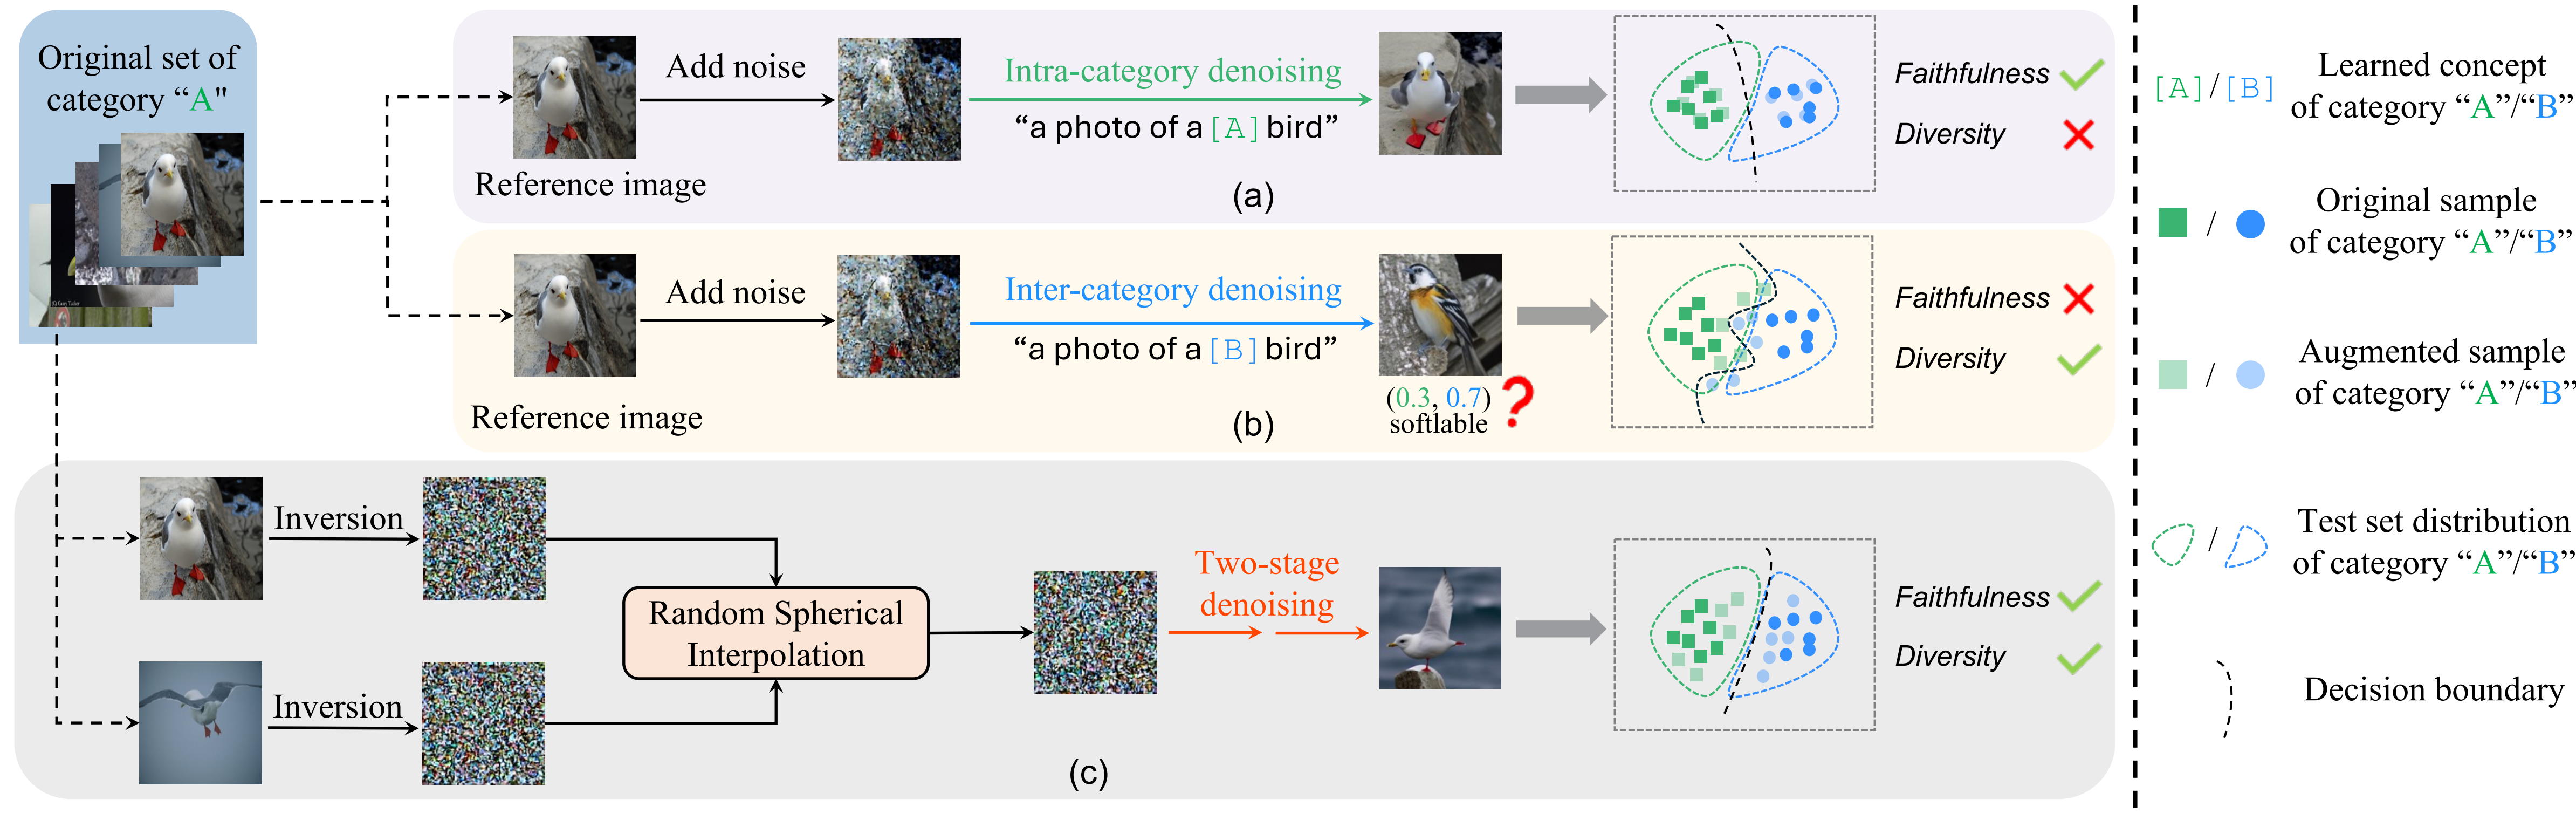 Original set of
category “A"
Add noise
Intra-category denoising
“a photo of a [A] bird”
Reference image
(a)
Faithfulness
Diversity
Add noise
Inter-category denoising
“a photo of a [B] bird”
Reference image
(0.3, 0.7)
softlable
?
(b)
Faithfulness
Diversity
Inversion
Inversion
Random Spherical
Interpolation
Two-stage
denoising
(c)
Faithfulness
Diversity
[A]/[B]
Learned concept
of category “A”/“B”
/
Original sample
of category “A”/“B”
/
Augmented sample
of category “A”/“B”
/
Test set distribution
of category “A”/“B”
Decision boundary